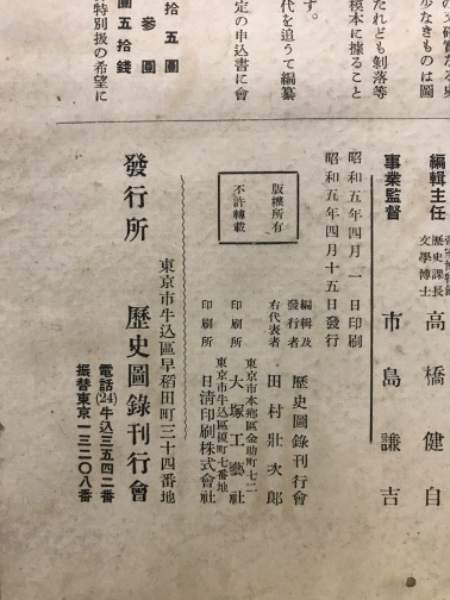 の文研究なる東
少なきものは圖
たれども剝落等
模本に據ること
す。
代を追うて編纂
定の申込書に會
拾五圓
參圓
圓五拾錢
特別扱の希望に
編輯主任
歷史課長
文學博士
高橋健自
事業監督
市島謙吉
昭和五年四月一日印刷
昭和五年四月十五日發行
版權所有
不許轉載
編輯及
發行者
歷史圖錄刊行會
右代表者
田村壯次郎
東京市本鄕區金助町七二
印刷所
大塚工藝社
東京市牛込區榎町七番地
印刷所
日淸印刷株式會社
東京市牛込區早稻田町三十四番地
發行所
歷史圖錄刊行會
電話(24)牛込三五四二番
振替東京一三二〇八番